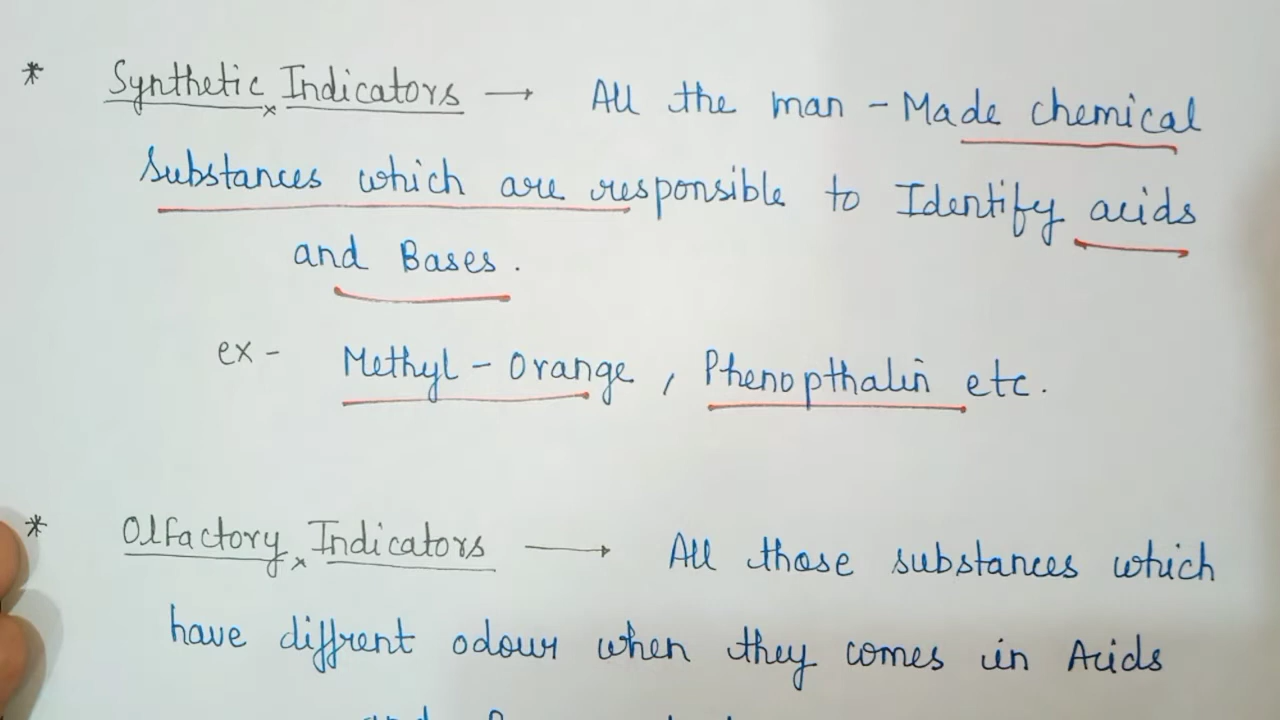 * Synthetic Indicators → All the man - Made chemical
substances which are responsible to Identify acids
and Bases.
ex - Methyl - Orange, Phenopthalin etc.
* Olfactory Indicators → All those substances which
have diffrent odour when they comes in Acids
and